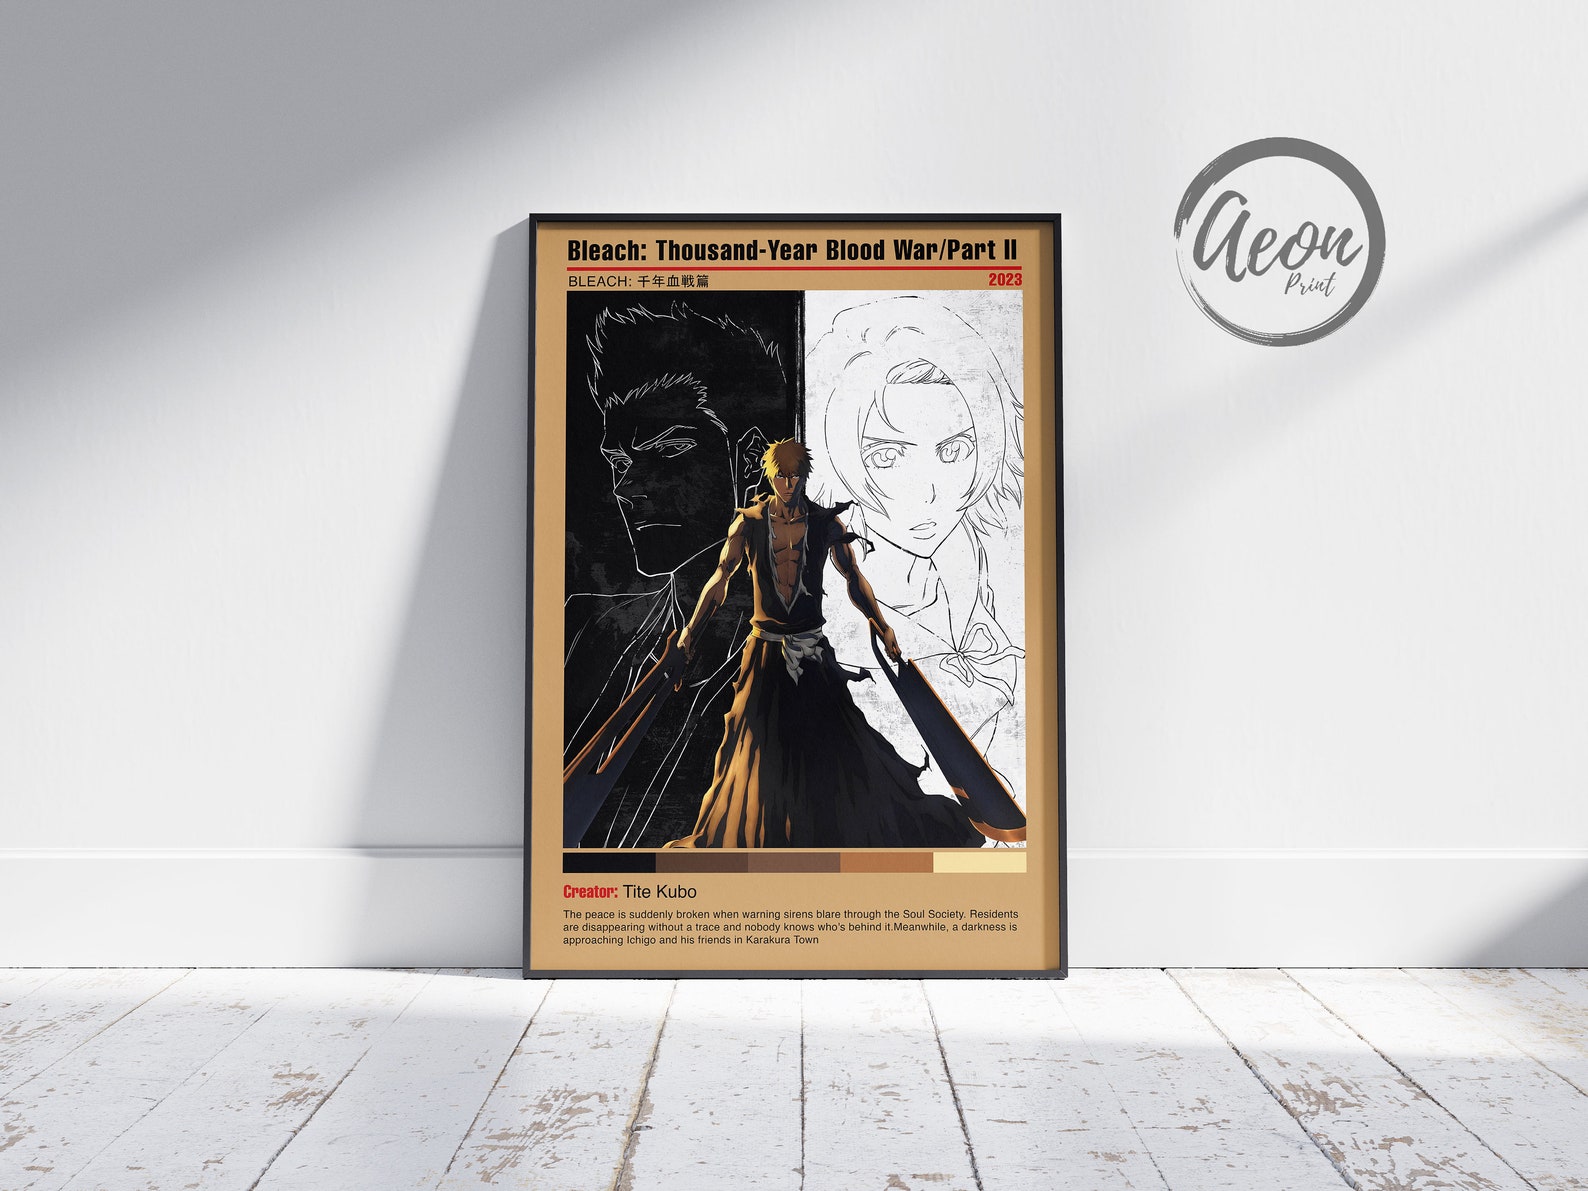 Bleach: Thousand-Year Blood War/Part II
BLEACH: 千年血戦篇
2023
Aeon
Print
Creator: Tite Kubo
The peace is suddenly broken when warning sirens blare through the Soul Society. Residents
are disappearing without a trace and nobody knows who's behind it.Meanwhile, a darkness is
approaching Ichigo and his friends in Karakura Town